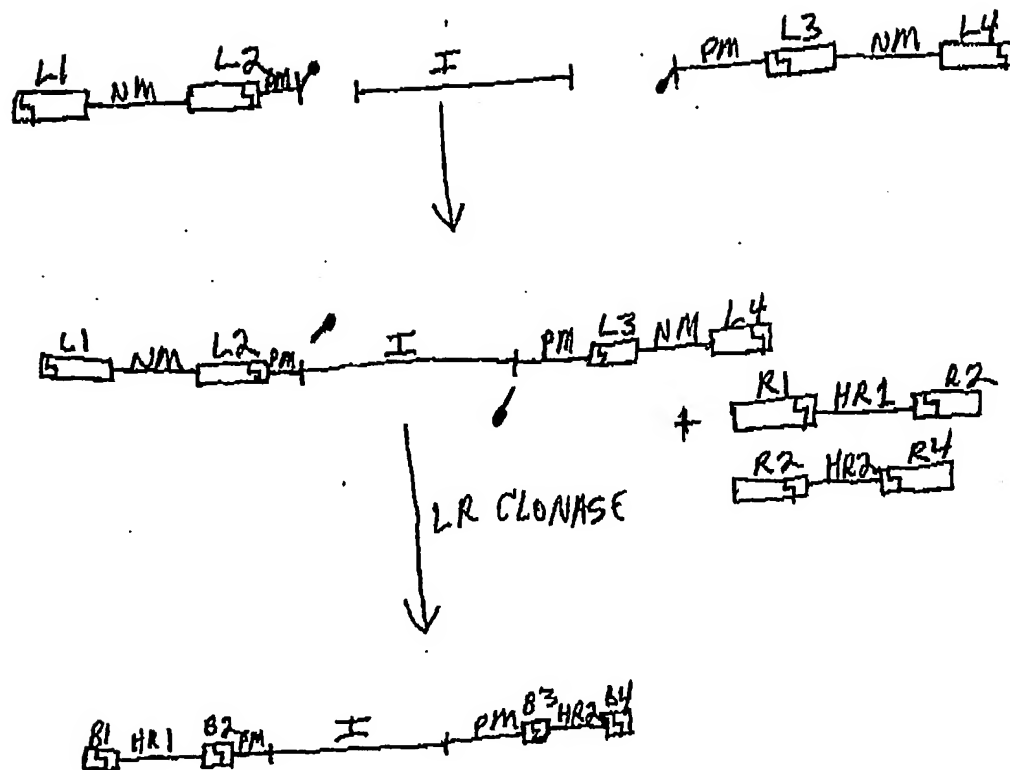 L1 NM L2 PM I PM L3 NM L4
L1 NM L2 PM I PM L3 NM L4
+ R1 HR1 R2
R2 HR2 R4
LR CLONASE
B1 HR1 B2 PM I PM B3 HR2 B4